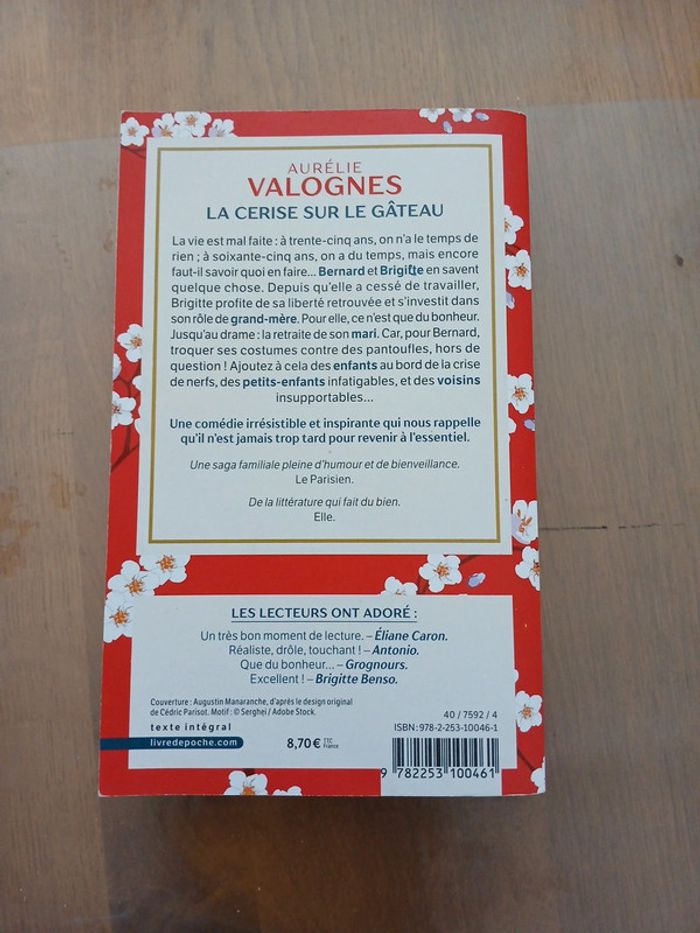 AURÉLIE
VALOGNES
LA CERISE SUR LE GÂTEAU
La vie est mal faite : à trente-cinq ans, on n'a le temps de
rien ; à soixante-cinq ans, on a du temps, mais encore
faut-il savoir quoi en faire... Bernard et Brigitte en savent
quelque chose. Depuis qu'elle a cessé de travailler,
Brigitte profite de sa liberté retrouvée et s'investit dans
son rôle de grand-mère. Pour elle, ce n'est que du bonheur.
Jusqu'au drame : la retraite de son mari. Car, pour Bernard,
troquer ses costumes contre des pantoufles, hors de
question ! Ajoutez à cela des enfants au bord de la crise
de nerfs, des petits-enfants infatigables, et des voisins
insupportables...
Une comédie irrésistible et inspirante qui nous rappelle
qu'il n'est jamais trop tard pour revenir à l'essentiel.
Une saga familiale pleine d'humour et de bienveillance.
Le Parisien.
De la littérature qui fait du bien.
Elle.
LES LECTEURS ONT ADORÉ :
Un très bon moment de lecture. – Éliane Caron.
Réaliste, drôle, touchant ! – Antonio.
Que du bonheur... – Grognours.
Excellent ! – Brigitte Benso.
Couverture : Augustin Manaranche, d'après le design original
de Cédric Parisot. Motif : © Serghei / Adobe Stock.
texte intégral
livredepoche.com
8,70 € TTC France
40 / 7592 / 4
ISBN : 978-2-253-10046-1
9 782253 100461